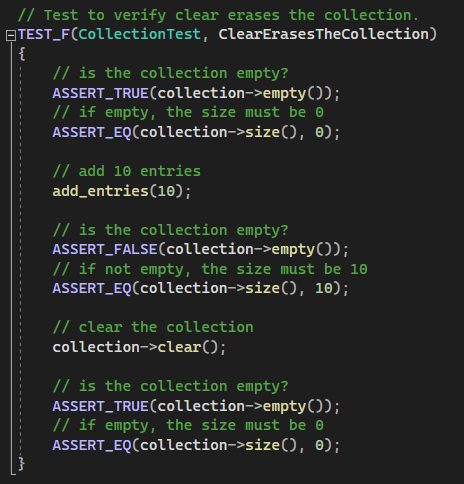 // Test to verify clear erases the collection.
TEST_F(CollectionTest, ClearErasesTheCollection)
{
// is the collection empty?
ASSERT_TRUE(collection->empty());
// if empty, the size must be 0
ASSERT_EQ(collection->size(), 0);
// add 10 entries
add_entries(10);
// is the collection empty?
ASSERT_FALSE(collection->empty());
// if not empty, the size must be 10
ASSERT_EQ(collection->size(), 10);
// clear the collection
collection->clear();
// is the collection empty?
ASSERT_TRUE(collection->empty());
// if empty, the size must be 0
ASSERT_EQ(collection->size(), 0);
}